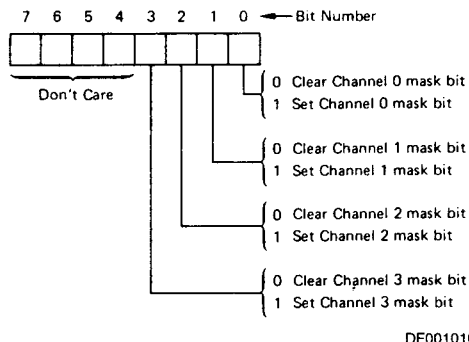 7 6 5 4 3 2 1 0 Bit Number
Don't Care
0 Clear Channel 0 mask bit
1 Set Channel 0 mask bit
0 Clear Channel 1 mask bit
1 Set Channel 1 mask bit
0 Clear Channel 2 mask bit
1 Set Channel 2 mask bit
0 Clear Channel 3 mask bit
1 Set Channel 3 mask bit